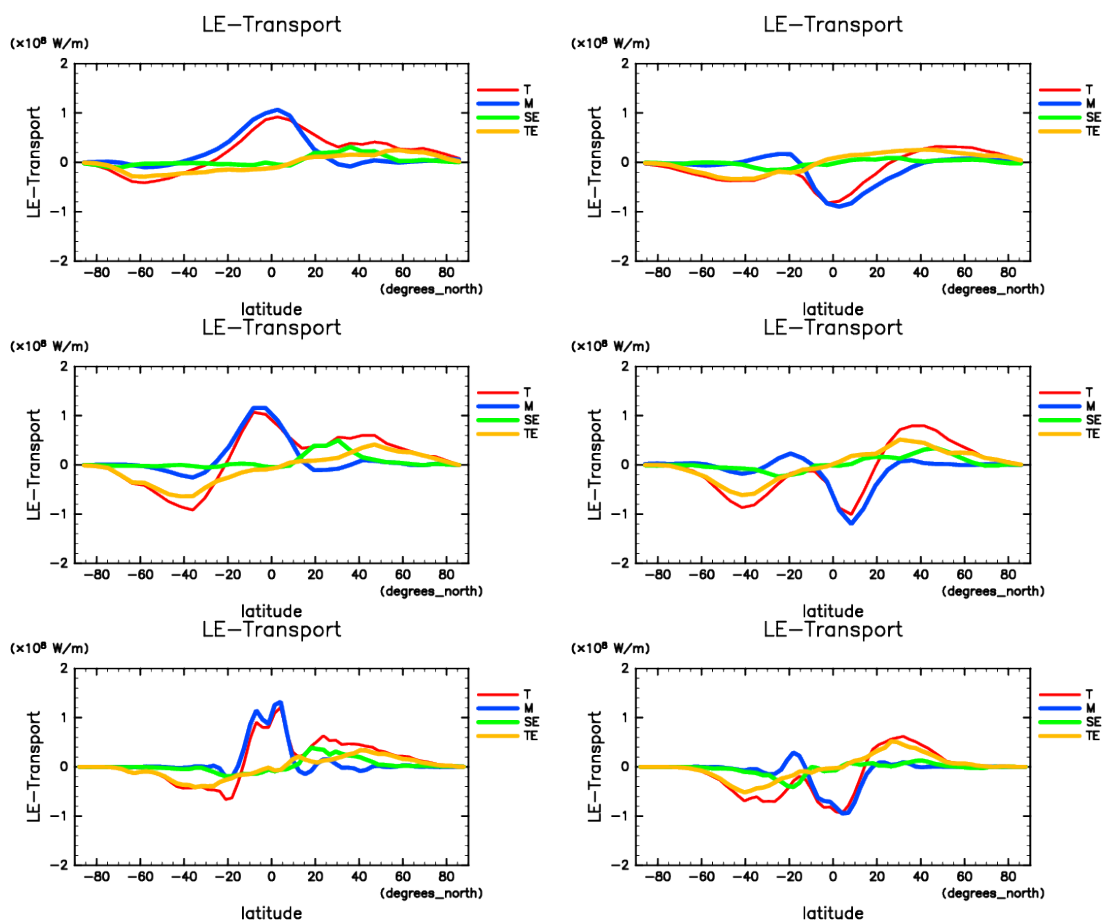 LE-Transport
(×10⁸ W/m)
2
1
0
-1
-2
LE-Transport
-80 -60 -40 -20 0 20 40 60 80
(degrees_north)
latitude
T
M
SE
TE
LE-Transport
(×10⁸ W/m)
2
1
0
-1
-2
LE-Transport
-80 -60 -40 -20 0 20 40 60 80
(degrees_north)
latitude
T
M
SE
TE
LE-Transport
(×10⁸ W/m)
2
1
0
-1
-2
LE-Transport
-80 -60 -40 -20 0 20 40 60 80
(degrees_north)
latitude
T
M
SE
TE
LE-Transport
(×10⁸ W/m)
2
1
0
-1
-2
LE-Transport
-80 -60 -40 -20 0 20 40 60 80
(degrees_north)
latitude
T
M
SE
TE
LE-Transport
(×10⁸ W/m)
2
1
0
-1
-2
LE-Transport
-80 -60 -40 -20 0 20 40 60 80
(degrees_north)
latitude
T
M
SE
TE
LE-Transport
(×10⁸ W/m)
2
1
0
-1
-2
LE-Transport
-80 -60 -40 -20 0 20 40 60 80
(degrees_north)
latitude
T
M
SE
TE